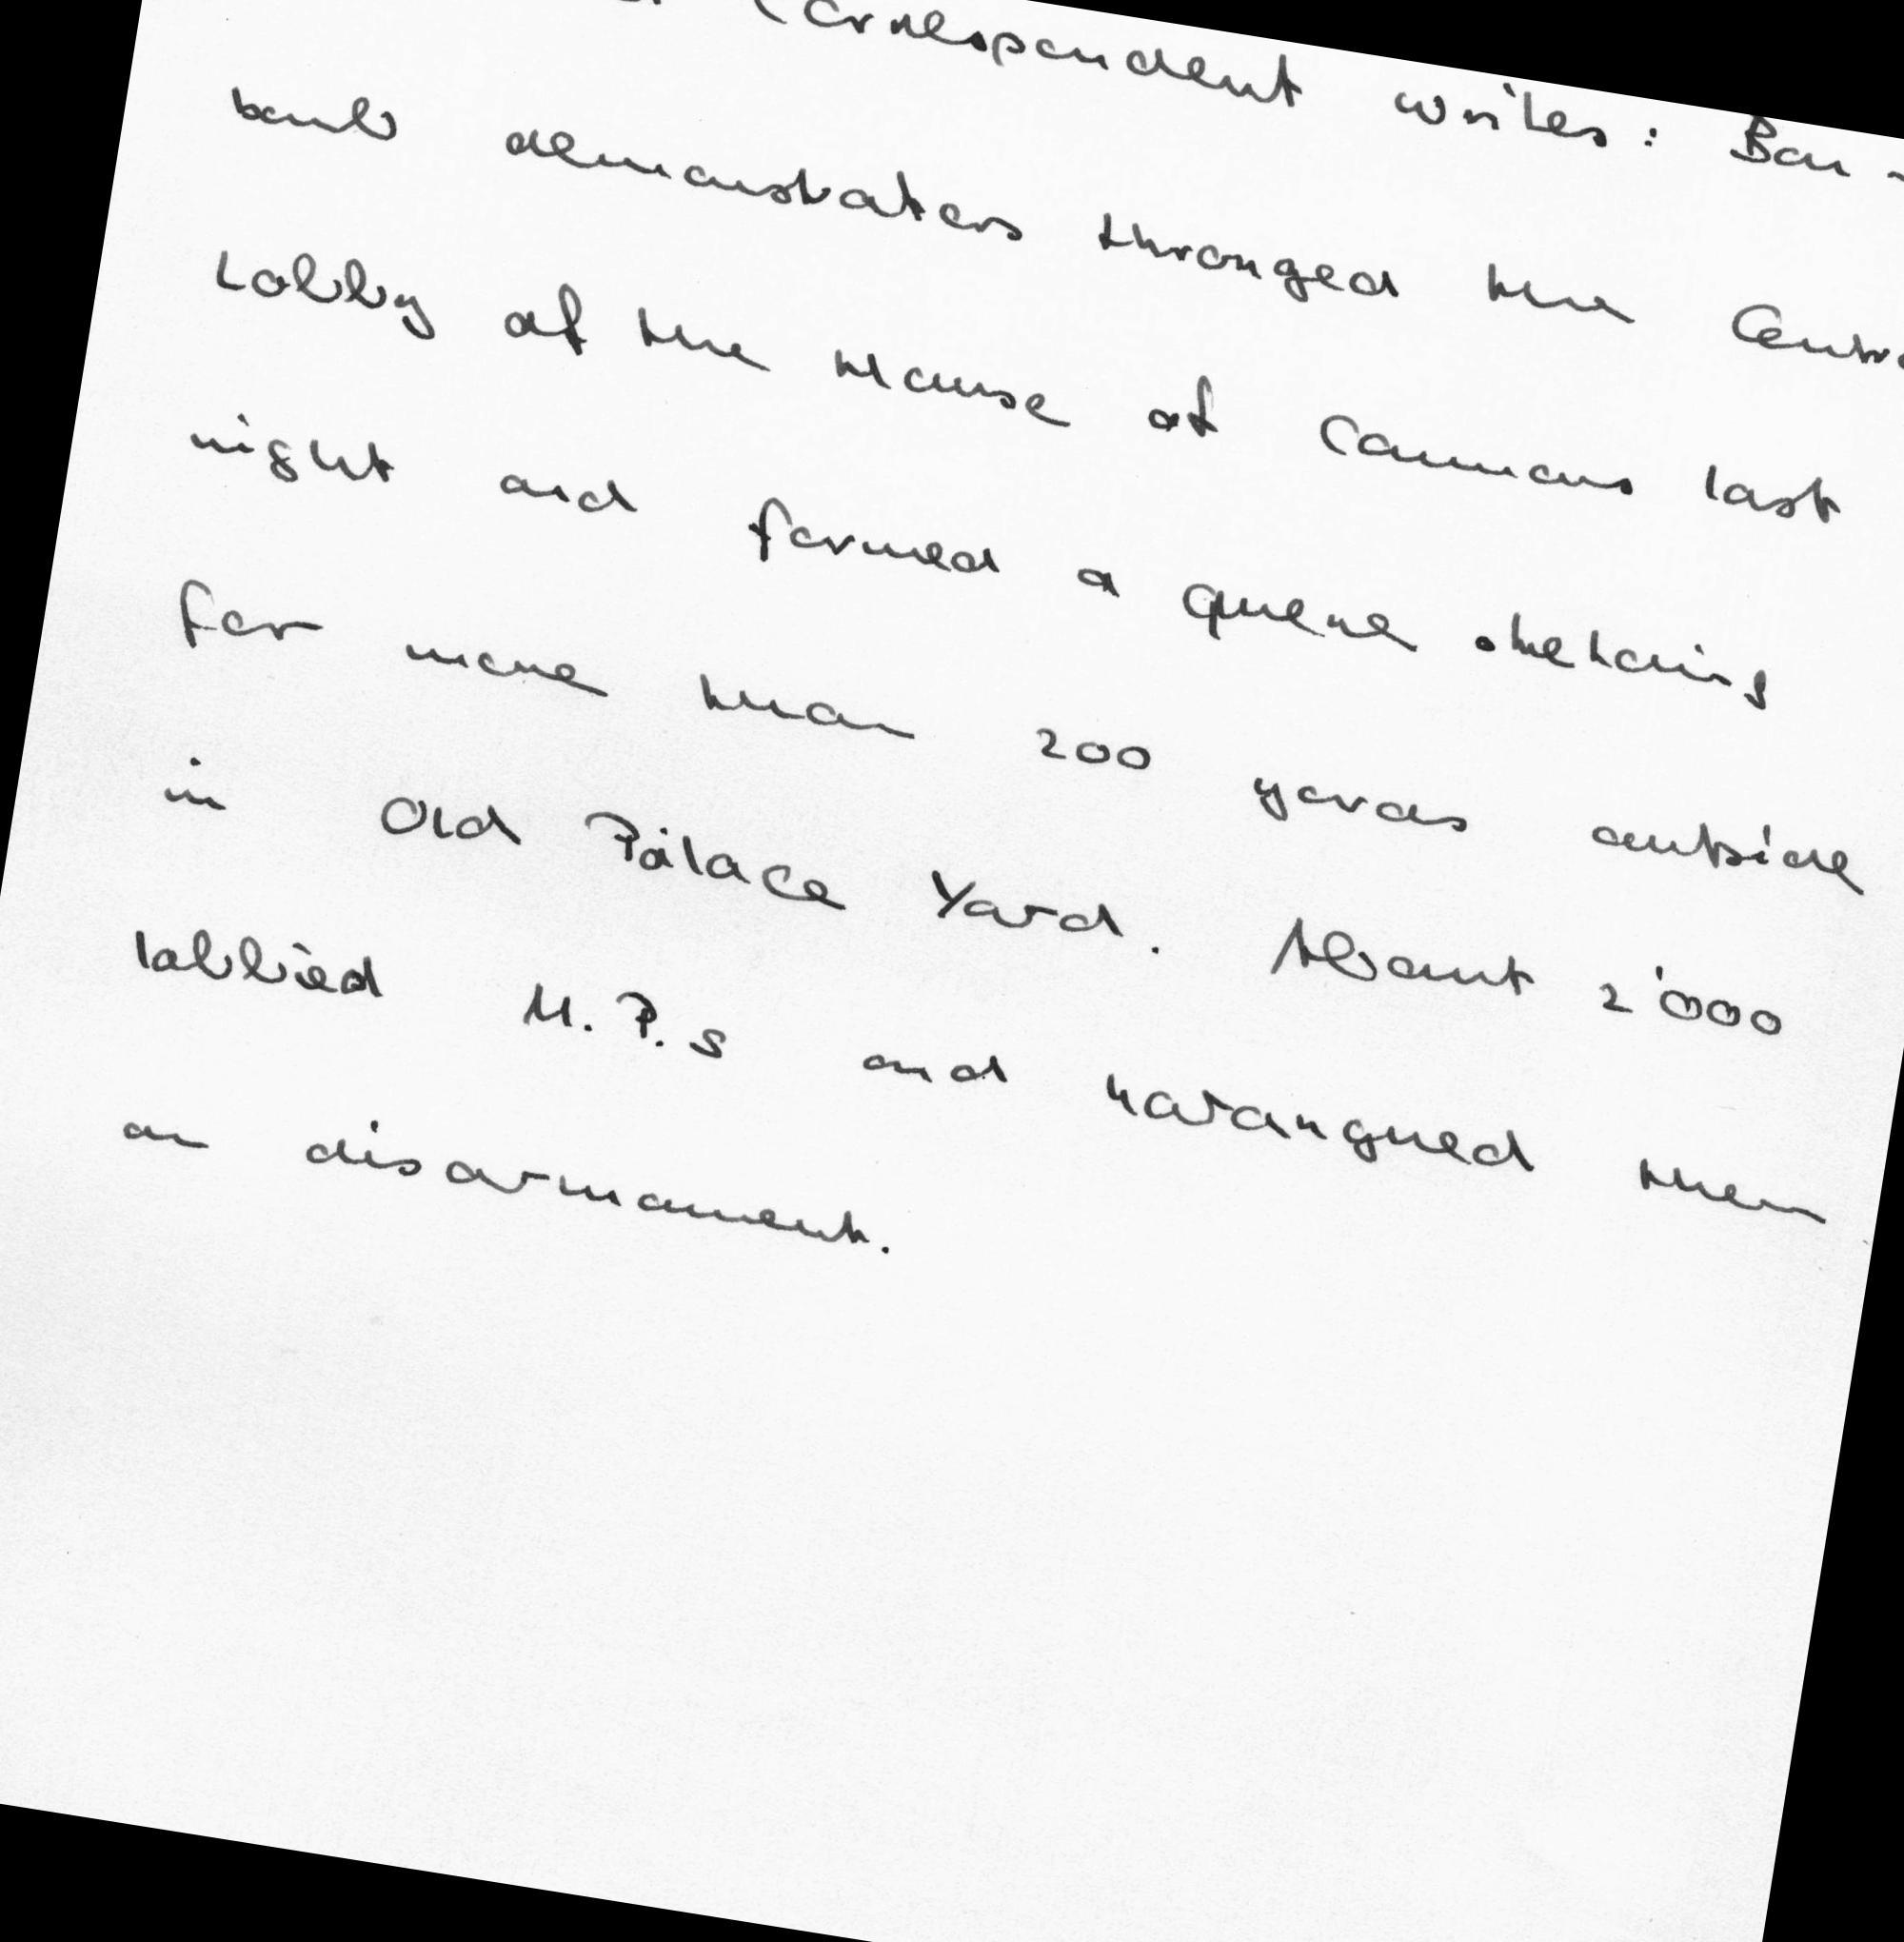 Correspondent writes: Ban-
bomb demonstrators thronged the Central
Lobby of the House of Commons last
night and formed a queue stretching
for more than 200 yards outside
in Old Palace Yard. About 2'000
lobbied M.P.s and harangued them
on disarmament.